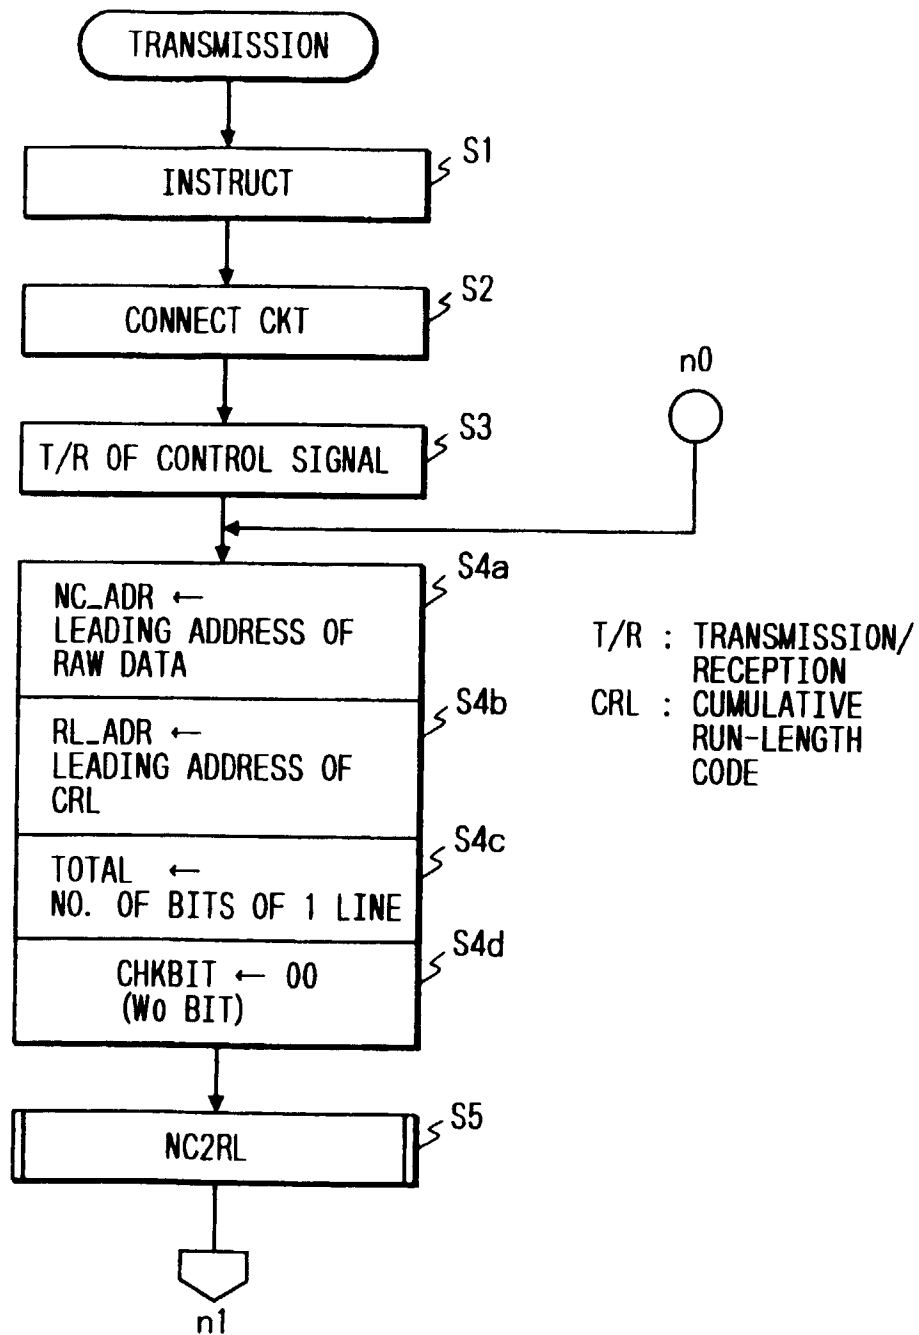 TRANSMISSION
S1
INSTRUCT
S2
CONNECT CKT
n0
S3
T/R OF CONTROL SIGNAL
S4a
NC_ADR ←
LEADING ADDRESS OF
RAW DATA
S4b
RL_ADR ←
LEADING ADDRESS OF
CRL
S4c
TOTAL ←
NO. OF BITS OF 1 LINE
S4d
CHKBIT ← 00
(W0 BIT)
S5
NC2RL
n1
T/R : TRANSMISSION/
RECEPTION
CRL : CUMULATIVE
RUN-LENGTH
CODE